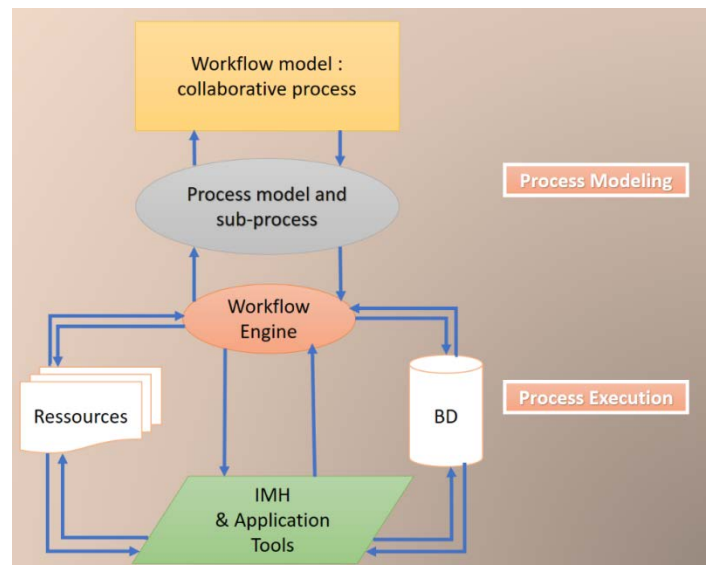 Workflow model :
collaborative process
Process Modeling
Process model and
sub-process
Workflow
Engine
Ressources
BD
Process Execution
IMH
& Application
Tools